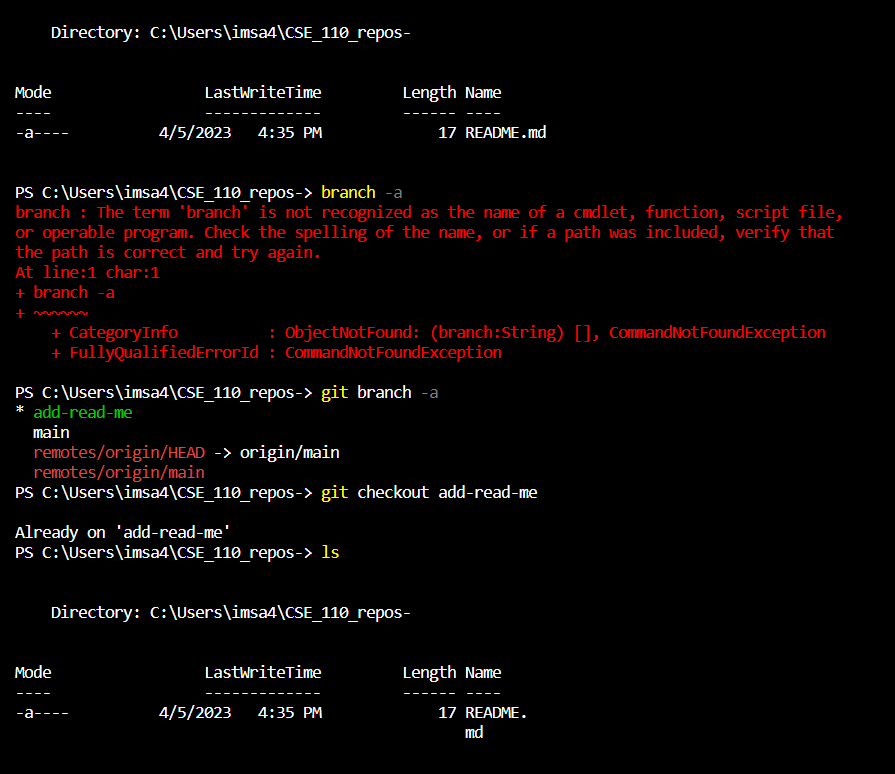 Directory: C:\Users\imsa4\CSE_110_repos-
Mode                 LastWriteTime         Length Name
----                 -------------         ------ ----
-a----          4/5/2023   4:35 PM             17 README.md
PS C:\Users\imsa4\CSE_110_repos-> branch -a
branch : The term 'branch' is not recognized as the name of a cmdlet, function, script file,
or operable program. Check the spelling of the name, or if a path was included, verify that
the path is correct and try again.
At line:1 char:1
+ branch -a
+ ~~~~~~
    + CategoryInfo          : ObjectNotFound: (branch:String) [], CommandNotFoundException
    + FullyQualifiedErrorId : CommandNotFoundException
PS C:\Users\imsa4\CSE_110_repos-> git branch -a
* add-read-me
  main
  remotes/origin/HEAD -> origin/main
  remotes/origin/main
PS C:\Users\imsa4\CSE_110_repos-> git checkout add-read-me
Already on 'add-read-me'
PS C:\Users\imsa4\CSE_110_repos-> ls
    Directory: C:\Users\imsa4\CSE_110_repos-
Mode                 LastWriteTime         Length Name
----                 -------------         ------ ----
-a----          4/5/2023   4:35 PM             17 README.
                                                  md